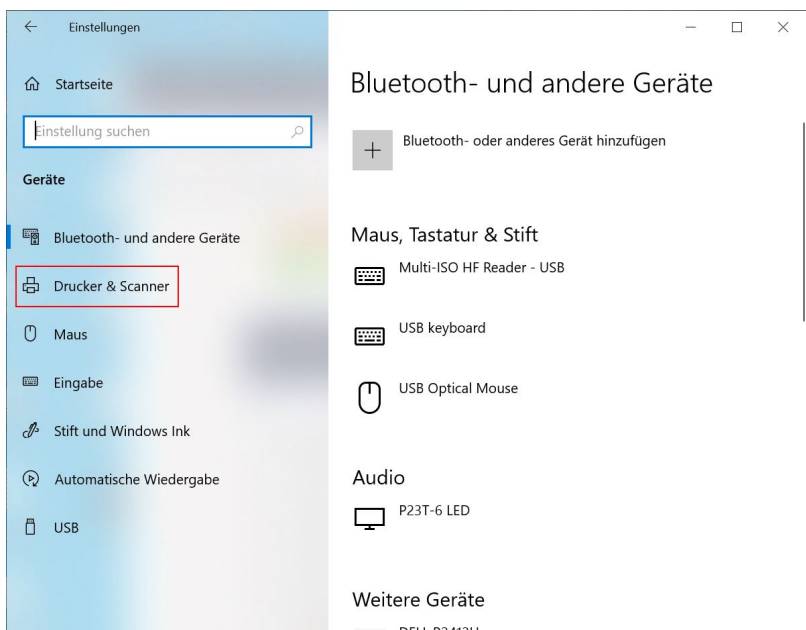 Einstellungen
Startseite
Einstellung suchen
Geräte
Bluetooth- und andere Geräte
Drucker & Scanner
Maus
Eingabe
Stift und Windows Ink
Automatische Wiedergabe
USB
Bluetooth- und andere Geräte
Bluetooth- oder anderes Gerät hinzufügen
Maus, Tastatur & Stift
Multi-ISO HF Reader - USB
USB keyboard
USB Optical Mouse
Audio
P23T-6 LED
Weitere Geräte